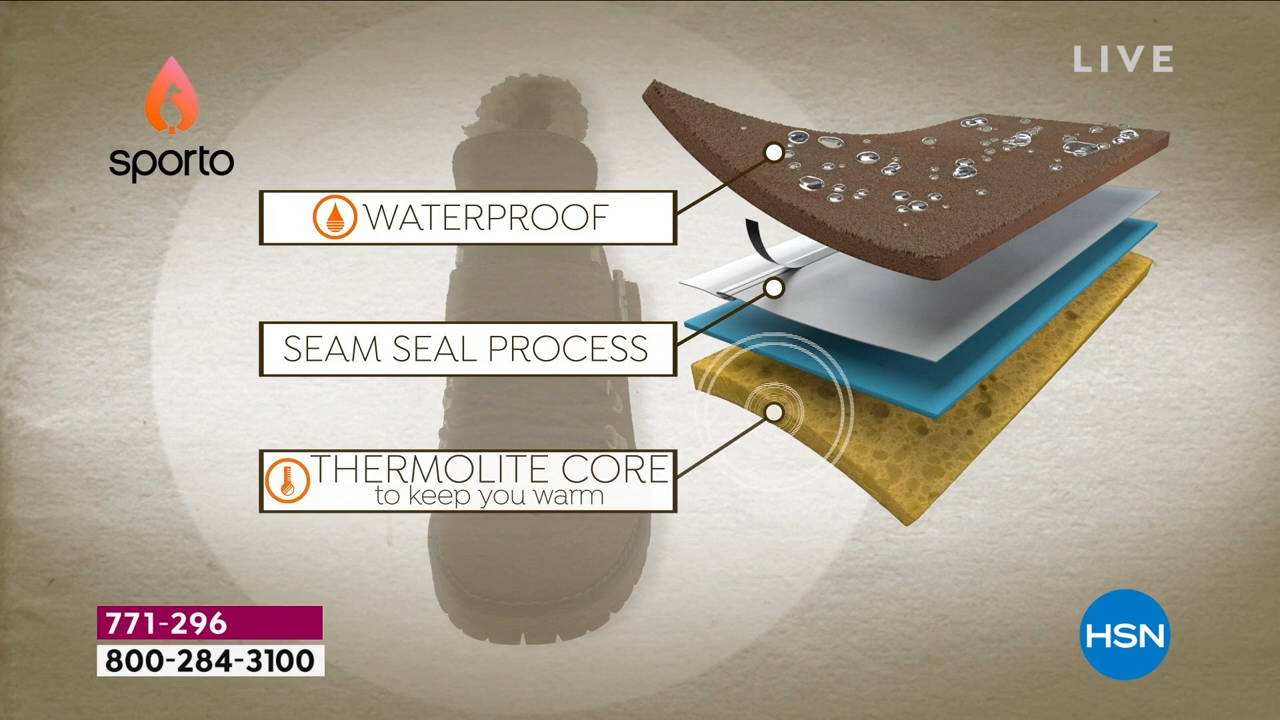 LIVE
sporto
WATERPROOF
SEAM SEAL PROCESS
THERMOLITE CORE
to keep you warm
771-296
800-284-3100
HSN